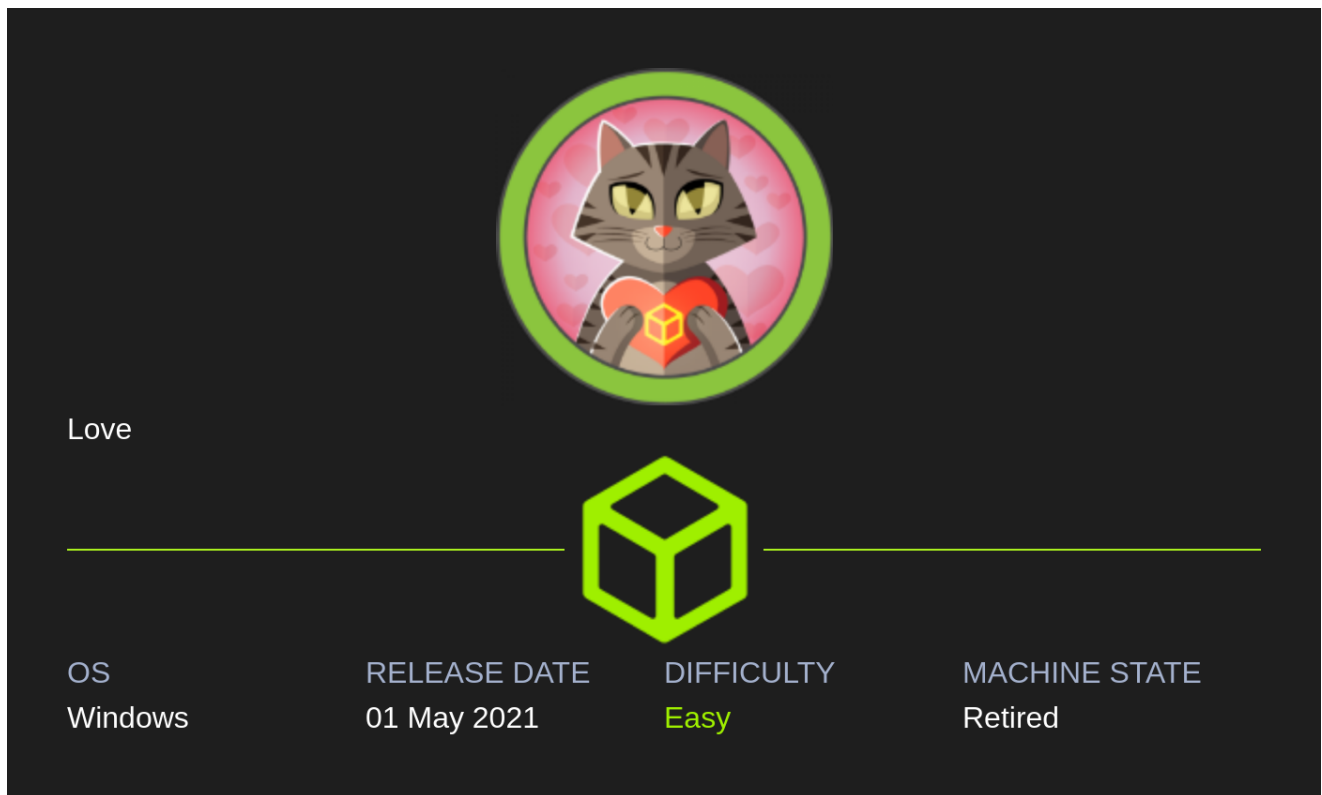 Love
OS RELEASE DATE DIFFICULTY MACHINE STATE
Windows 01 May 2021 Easy Retired